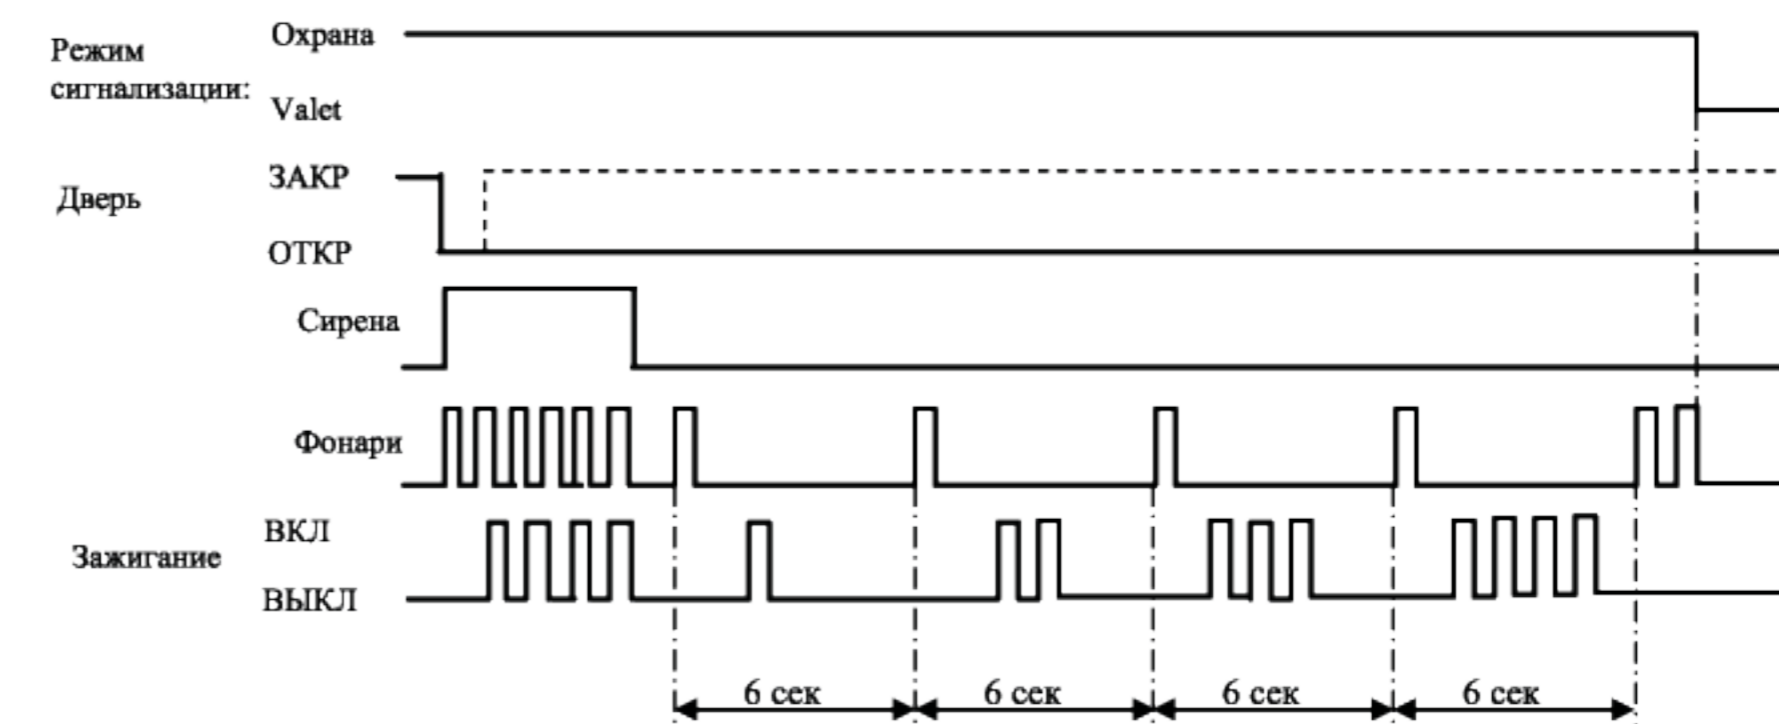 Режим
сигнализации:
Охрана
Valet
Дверь
ЗАКР
ОТКР
Сирена
Фонари
Зажигание
ВКЛ
ВЫКЛ
6 сек
6 сек
6 сек
6 сек